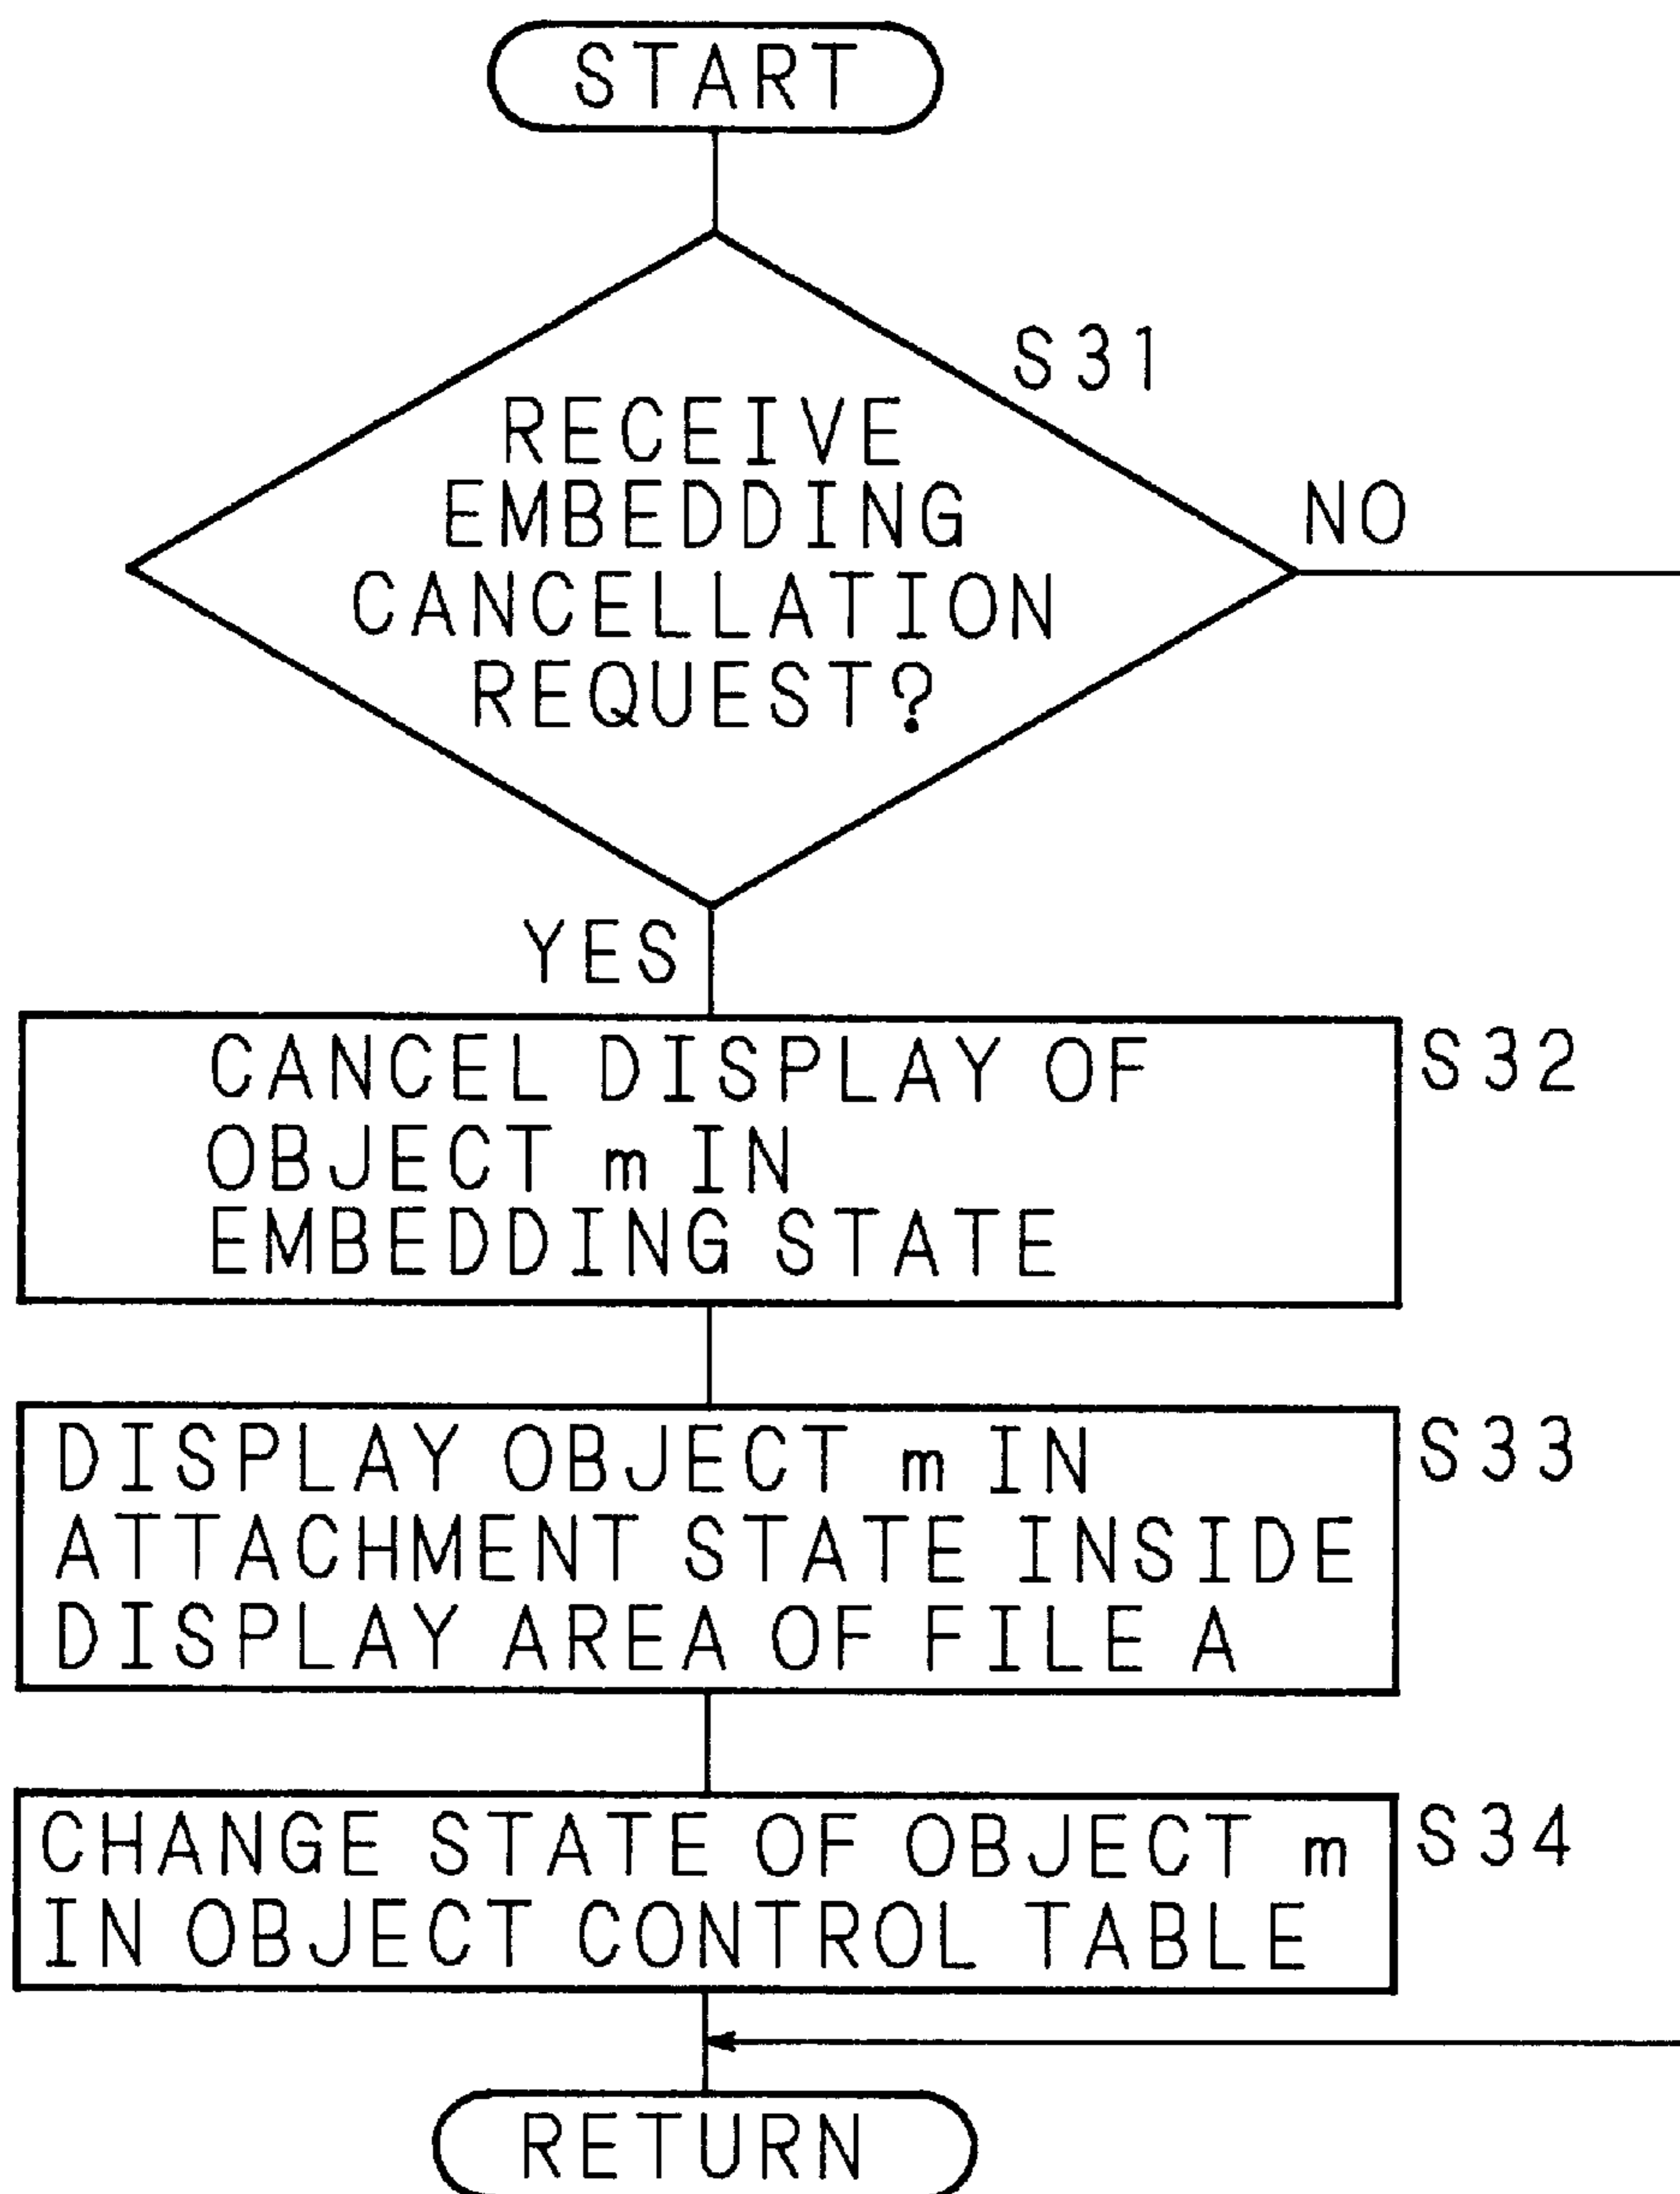 START
S31
RECEIVE
EMBEDDING
CANCELLATION
REQUEST?
NO
YES
CANCEL DISPLAY OF
OBJECT m IN
EMBEDDING STATE
S32
DISPLAY OBJECT m IN
ATTACHMENT STATE INSIDE
DISPLAY AREA OF FILE A
S33
CHANGE STATE OF OBJECT m
IN OBJECT CONTROL TABLE
S34
RETURN